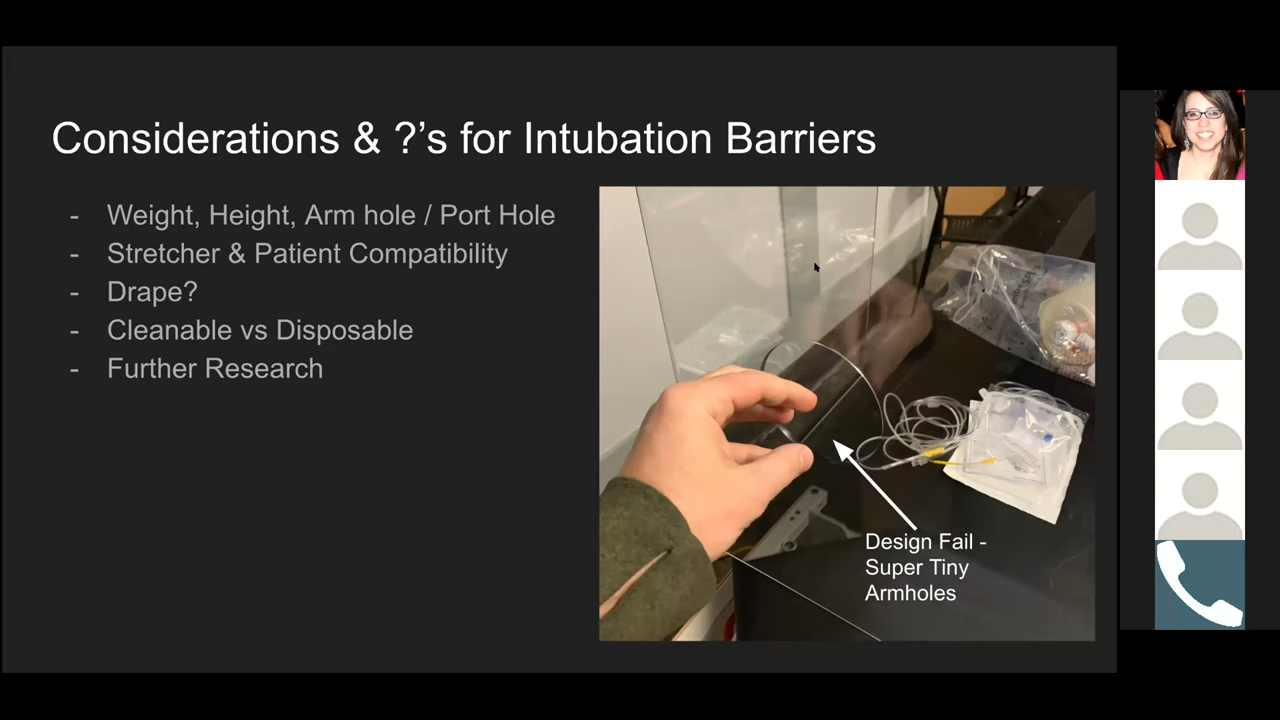 Considerations & ?’s for Intubation Barriers
- Weight, Height, Arm hole / Port Hole
- Stretcher & Patient Compatibility
- Drape?
- Cleanable vs Disposable
- Further Research
Design Fail -
Super Tiny
Armholes